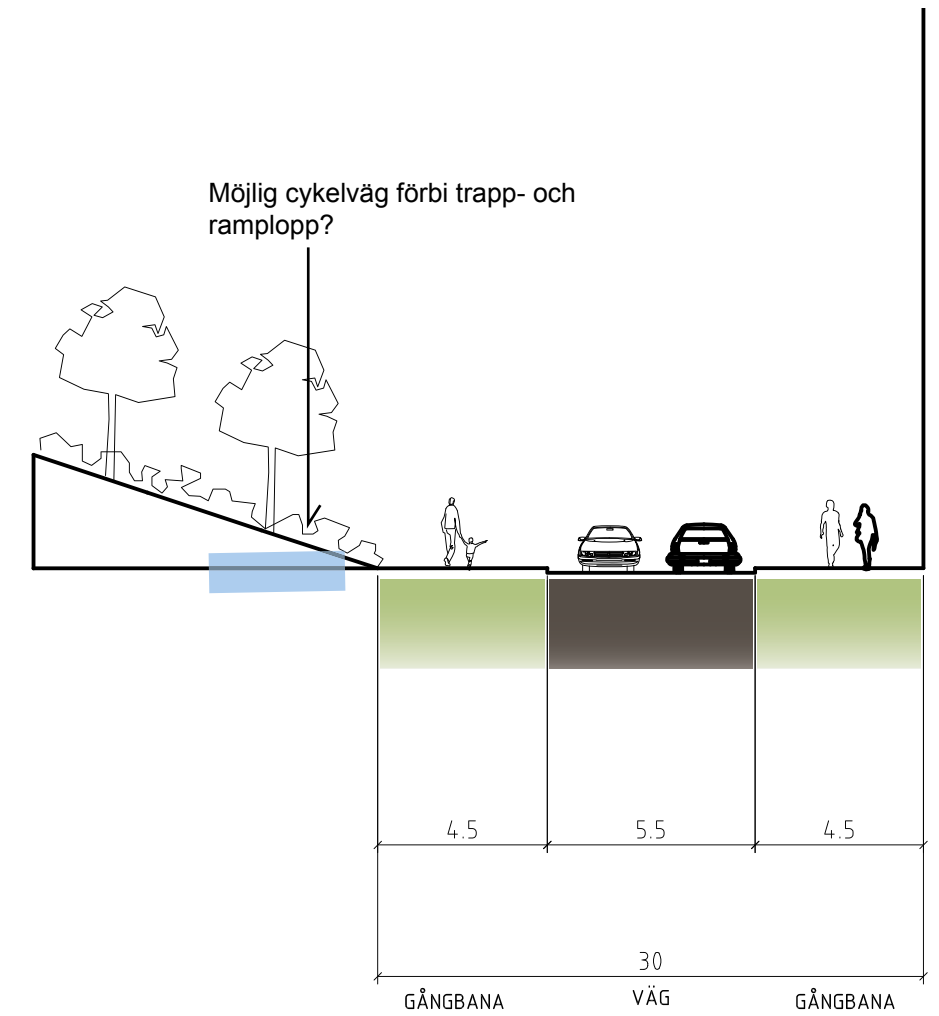 Möjlig cykelväg förbi trapp- och
ramplopp?
4.5 5.5 4.5
30
GÅNGBANA VÄG GÅNGBANA